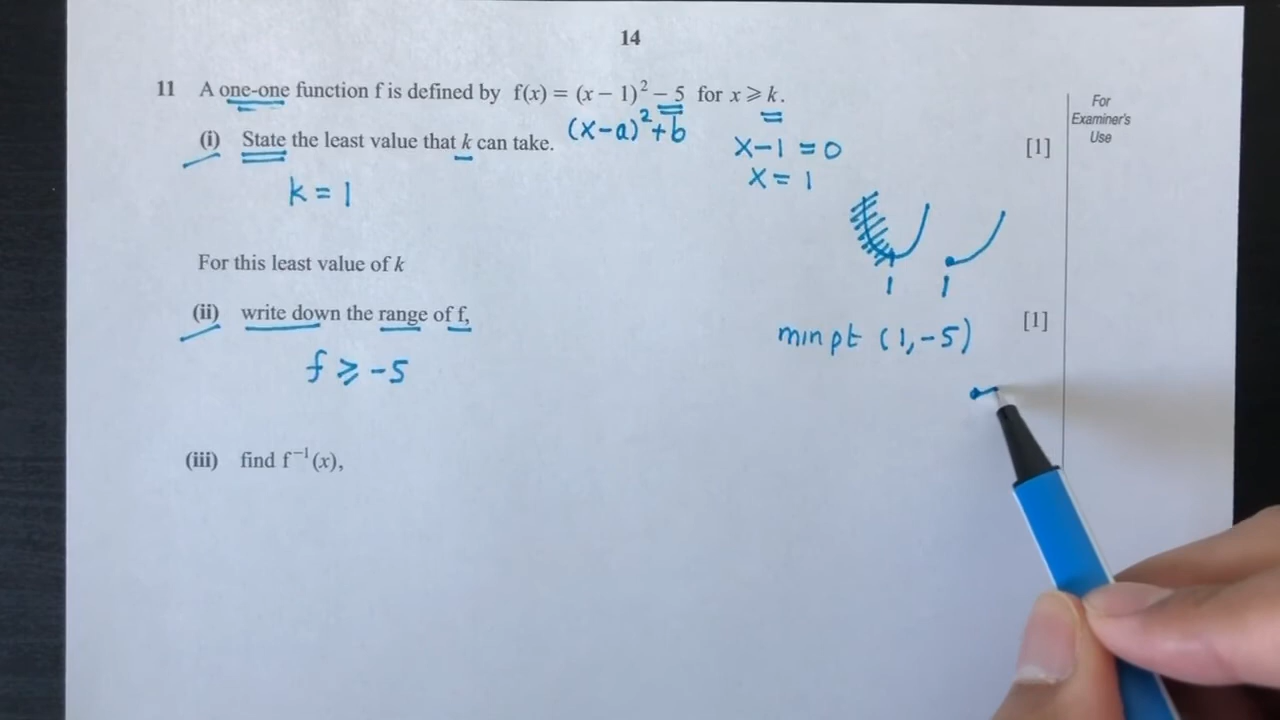 14
11 A one-one function f is defined by f(x) = (x − 1)² − 5 for x ⩾ k.
For Examiner's Use
(i) State the least value that k can take. [1]
(x-a)²+b
x-1=0
x=1
k=1
1 1
For this least value of k
(ii) write down the range of f, [1]
min pt (1,-5)
f ⩾ -5
(iii) find f⁻¹(x),